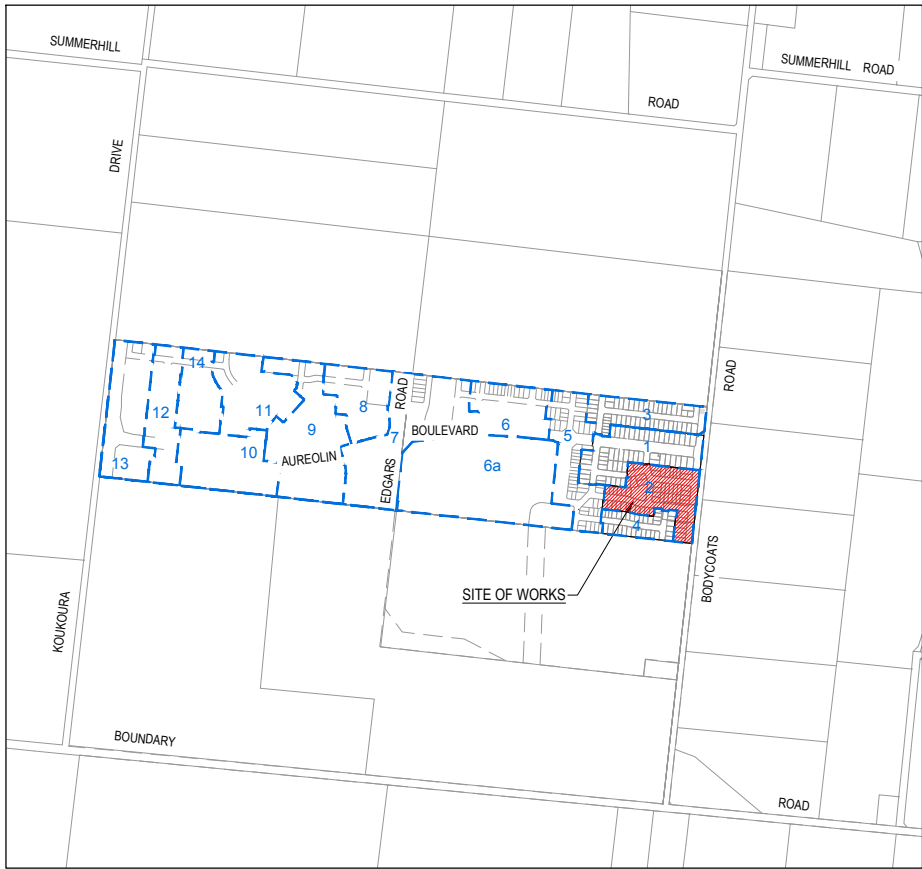 SUMMERHILL
SUMMERHILL ROAD
ROAD
DRIVE
ROAD
14
8
ROAD
3
12
11
9
7
BOULEVARD
6
5
1
10
AUREOLIN
13
EDGARS
6a
2
4
SITE OF WORKS
BODYCOATS
KOUKOURA
BOUNDARY
ROAD